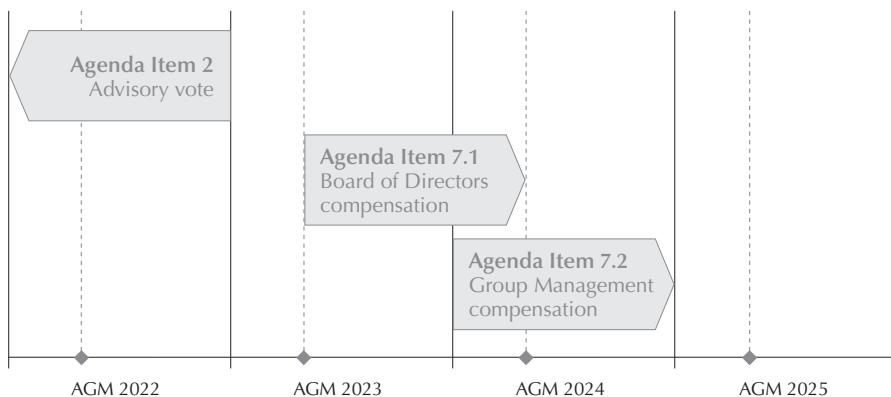 Agenda Item 2
Advisory vote
Agenda Item 7.1
Board of Directors
compensation
Agenda Item 7.2
Group Management
compensation
AGM 2022
AGM 2023
AGM 2024
AGM 2025